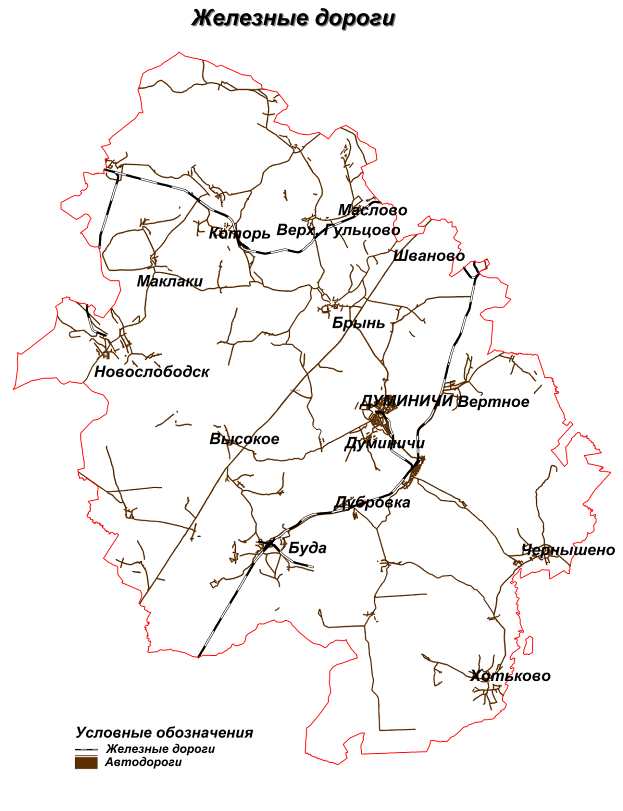 Железные дороги
Маслово
Которь
Верх. Гульцово
Шваново
Маклаки
Брынь
Новослободск
ДУМИНИЧИ
Вертное
Высокое
Думиничи
Дубровка
Буда
Чернышено
Хотьково
Условные обозначения
Железные дороги
Автодороги